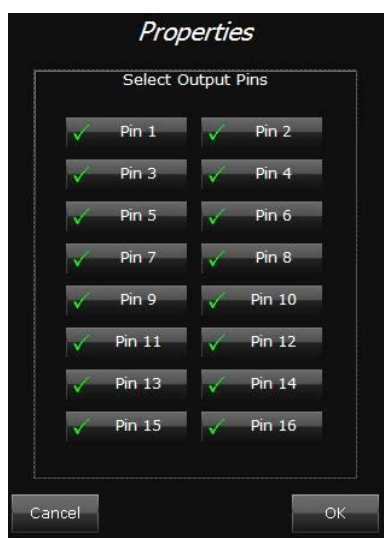 Properties
Select Output Pins
Pin 1 Pin 2
Pin 3 Pin 4
Pin 5 Pin 6
Pin 7 Pin 8
Pin 9 Pin 10
Pin 11 Pin 12
Pin 13 Pin 14
Pin 15 Pin 16
Cancel OK